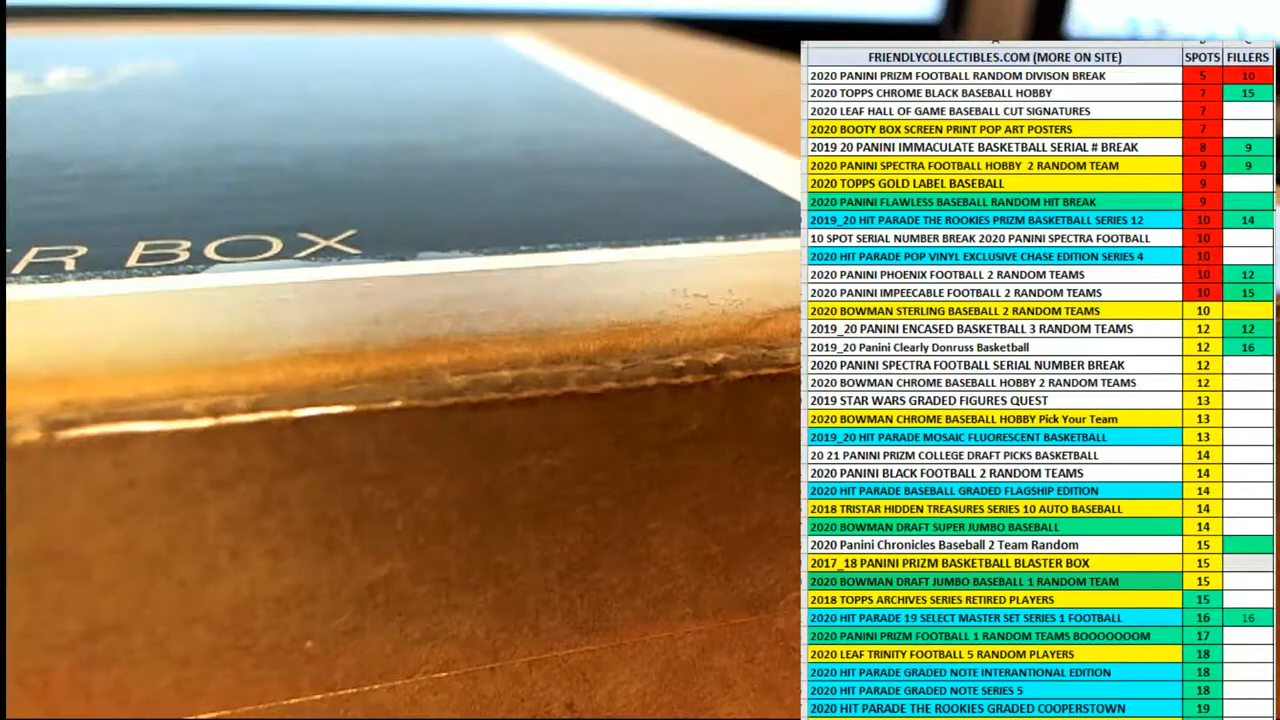 R BOX
FRIENDLYCOLLECTIBLES.COM (MORE ON SITE) SPOTS FILLERS
2020 PANINI PRIZM FOOTBALL RANDOM DIVISON BREAK 5 10
2020 TOPPS CHROME BLACK BASEBALL HOBBY 7 15
2020 LEAF HALL OF GAME BASEBALL CUT SIGNATURES 7
2020 BOOTY BOX SCREEN PRINT POP ART POSTERS 7
2019 20 PANINI IMMACULATE BASKETBALL SERIAL # BREAK 8 9
2020 PANINI SPECTRA FOOTBALL HOBBY 2 RANDOM TEAM 9 9
2020 TOPPS GOLD LABEL BASEBALL 9
2020 PANINI FLAWLESS BASEBALL RANDOM HIT BREAK 9
2019_20 HIT PARADE THE ROOKIES PRIZM BASKETBALL SERIES 12 10 14
10 SPOT SERIAL NUMBER BREAK 2020 PANINI SPECTRA FOOTBALL 10
2020 HIT PARADE POP VINYL EXCLUSIVE CHASE EDITION SERIES 4 10
2020 PANINI PHOENIX FOOTBALL 2 RANDOM TEAMS 10 12
2020 PANINI IMPEECABLE FOOTBALL 2 RANDOM TEAMS 10 15
2020 BOWMAN STERLING BASEBALL 2 RANDOM TEAMS 10
2019_20 PANINI ENCASED BASKETBALL 3 RANDOM TEAMS 12 12
2019_20 Panini Clearly Donruss Basketball 12 16
2020 PANINI SPECTRA FOOTBALL SERIAL NUMBER BREAK 12
2020 BOWMAN CHROME BASEBALL HOBBY 2 RANDOM TEAMS 12
2019 STAR WARS GRADED FIGURES QUEST 13
2020 BOWMAN CHROME BASEBALL HOBBY Pick Your Team 13
2019_20 HIT PARADE MOSAIC FLUORESCENT BASKETBALL 13
20 21 PANINI PRIZM COLLEGE DRAFT PICKS BASKETBALL 14
2020 PANINI BLACK FOOTBALL 2 RANDOM TEAMS 14
2020 HIT PARADE BASEBALL GRADED FLAGSHIP EDITION 14
2018 TRISTAR HIDDEN TREASURES SERIES 10 AUTO BASEBALL 14
2020 BOWMAN DRAFT SUPER JUMBO BASEBALL 14
2020 Panini Chronicles Baseball 2 Team Random 15
2017_18 PANINI PRIZM BASKETBALL BLASTER BOX 15
2020 BOWMAN DRAFT JUMBO BASEBALL 1 RANDOM TEAM 15
2018 TOPPS ARCHIVES SERIES RETIRED PLAYERS 15
2020 HIT PARADE 19 SELECT MASTER SET SERIES 1 FOOTBALL 16 16
2020 PANINI PRIZM FOOTBALL 1 RANDOM TEAMS BOOOOOOOM 17
2020 LEAF TRINITY FOOTBALL 5 RANDOM PLAYERS 18
2020 HIT PARADE GRADED NOTE INTERANTIONAL EDITION 18
2020 HIT PARADE GRADED NOTE SERIES 5 18
2020 HIT PARADE THE ROOKIES GRADED COOPERSTOWN 19